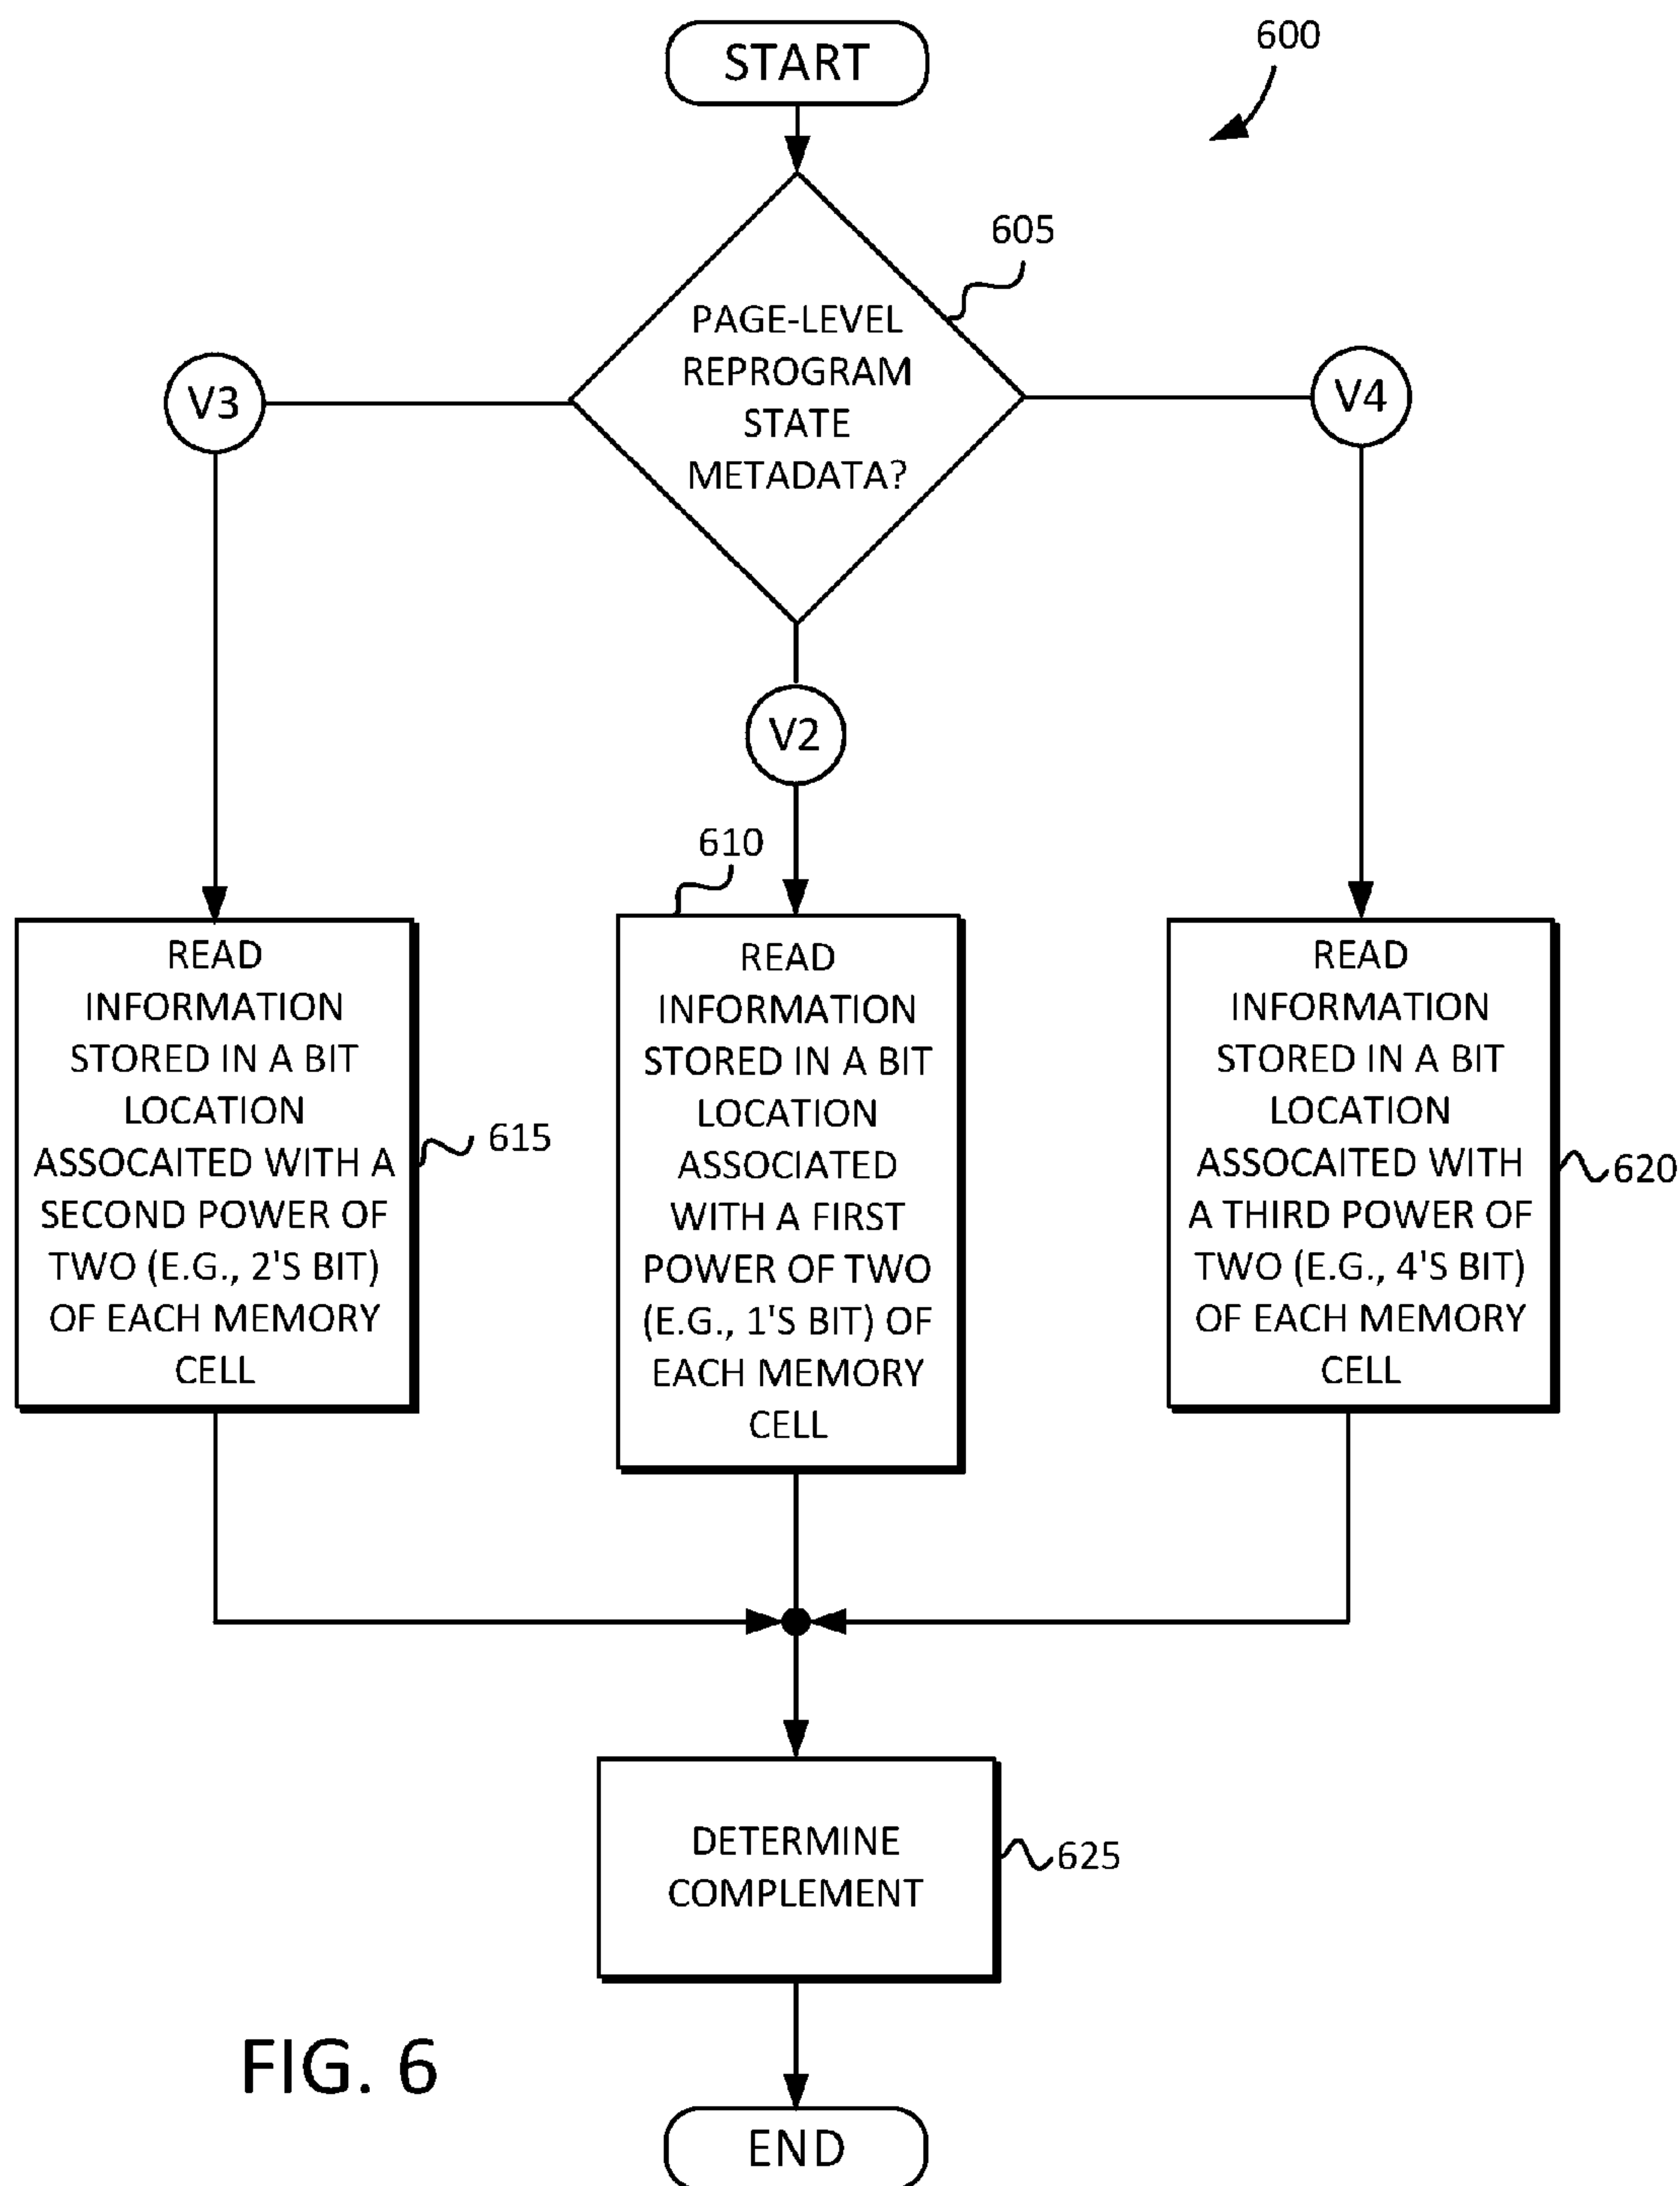 START
600
605
PAGE-LEVEL
REPROGRAM
STATE
METADATA?
V3
V4
V2
610
READ
INFORMATION
STORED IN A BIT
LOCATION
ASSOCAITED WITH A
SECOND POWER OF
TWO (E.G., 2'S BIT)
OF EACH MEMORY
CELL
615
READ
INFORMATION
STORED IN A BIT
LOCATION
ASSOCIATED
WITH A FIRST
POWER OF TWO
(E.G., 1'S BIT) OF
EACH MEMORY
CELL
READ
INFORMATION
STORED IN A BIT
LOCATION
ASSOCAITED WITH
A THIRD POWER OF
TWO (E.G., 4'S BIT)
OF EACH MEMORY
CELL
620
DETERMINE
COMPLEMENT
625
FIG. 6
END